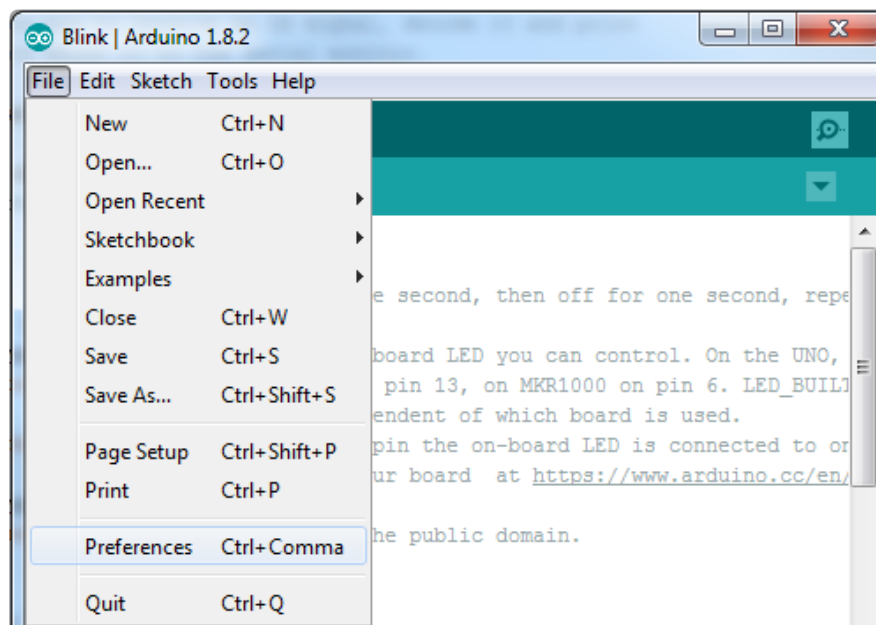 Blink | Arduino 1.8.2
File Edit Sketch Tools Help
New Ctrl+N
Open... Ctrl+O
Open Recent
Sketchbook
Examples
Close Ctrl+W
Save Ctrl+S
Save As... Ctrl+Shift+S
Page Setup Ctrl+Shift+P
Print Ctrl+P
Preferences Ctrl+Comma
Quit Ctrl+Q
e second, then off for one second, repe
board LED you can control. On the UNO,
pin 13, on MKR1000 on pin 6. LED_BUILT
endent of which board is used.
pin the on-board LED is connected to on
ur board at https://www.arduino.cc/en/
he public domain.